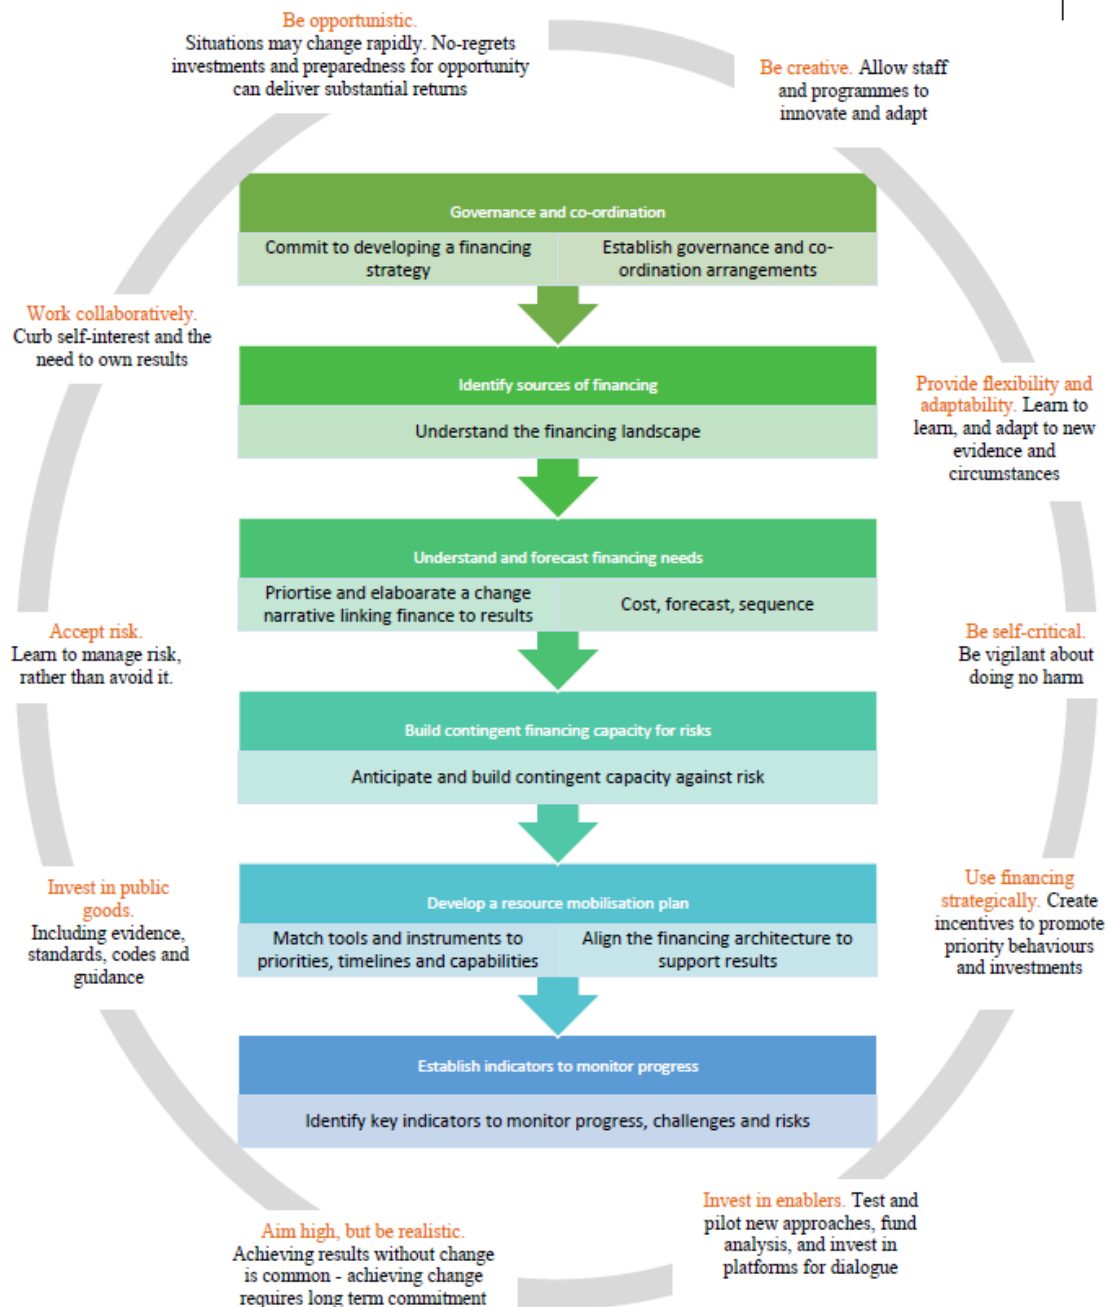 Be opportunistic.
Situations may change rapidly. No-regrets
investments and preparedness for opportunity
can deliver substantial returns
Be creative. Allow staff
and programmes to
innovate and adapt
Governance and co-ordination
Commit to developing a financing
strategy
Establish governance and co-
ordination arrangements
Work collaboratively.
Curb self-interest and the
need to own results
Identify sources of financing
Understand the financing landscape
Provide flexibility and
adaptability. Learn to
learn, and adapt to new
evidence and
circumstances
Understand and forecast financing needs
Priortise and elaboarate a change
narrative linking finance to results
Cost, forecast, sequence
Accept risk.
Learn to manage risk,
rather than avoid it.
Be self-critical.
Be vigilant about
doing no harm
Build contingent financing capacity for risks
Anticipate and build contingent capacity against risk
Invest in public
goods.
Including evidence,
standards, codes and
guidance
Develop a resource mobilisation plan
Match tools and instruments to
priorities, timelines and capabilities
Align the financing architecture to
support results
Use financing
strategically. Create
incentives to promote
priority behaviours
and investments
Establish indicators to monitor progress
Identify key indicators to monitor progress, challenges and risks
Aim high, but be realistic.
Achieving results without change
is common - achieving change
requires long term commitment
Invest in enablers. Test and
pilot new approaches, fund
analysis, and invest in
platforms for dialogue